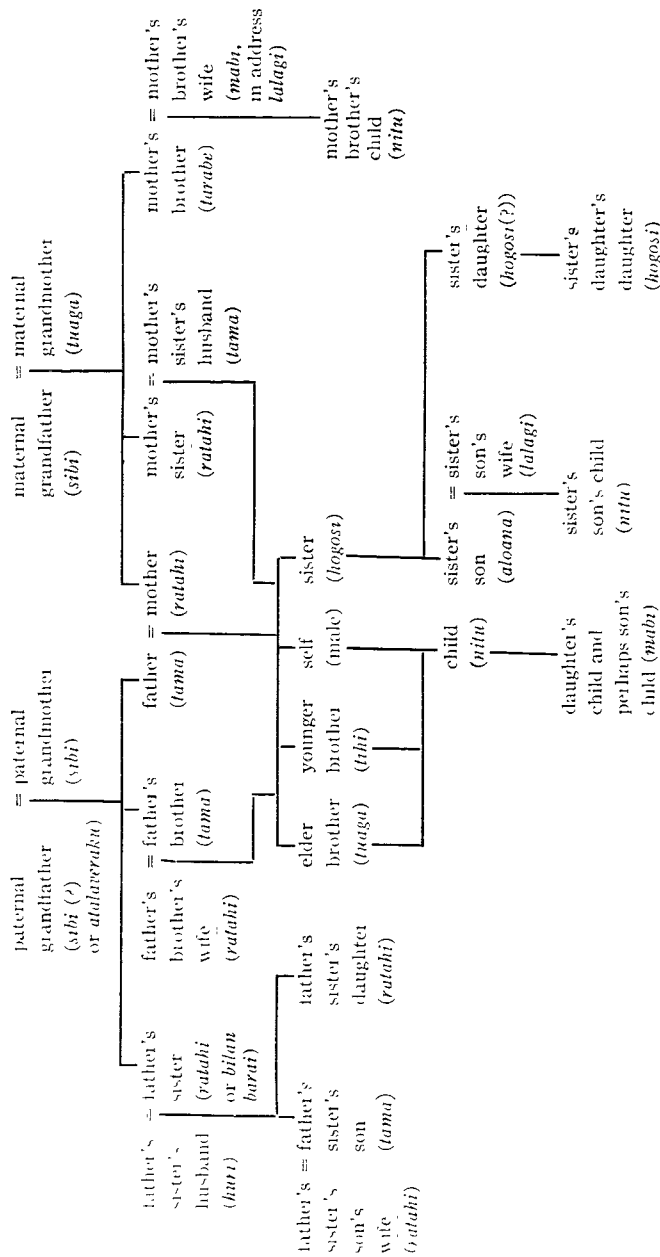 paternal
grandfather
(sibi (?)
or atalaveraku)
= paternal
grandmother
(sibi)
maternal
grandfather
(sibi)
= maternal
grandmother
(tuaga)
father's
sister's
husband
(huri)
= father's
sister
(ratahi
or bilan
barai)
father's
brother's
wife
(ratahi)
= father's
brother
(tama)
father
(tama)
= mother
(ratahi)
mother's
sister
(ratahi)
= mother's
sister's
husband
(tama)
mother's
brother
(tarabe)
= mother's
brother's
wife
(mabi,
in address
lalagi)
father's
sister's
son's
wife
(ratahi)
= father's
sister's
son
(tama)
father's
sister's
daughter
(ratahi)
elder
brother
(tuaga)
younger
brother
(tihi)
self
(male)
sister
(hogosi)
mother's
brother's
child
(nitu)
child
(nitu)
sister's
son
(aloana)
= sister's
son's
wife
(lalagi)
sister's
daughter
(hogosi(?))
daughter's
child and
perhaps son's
child (mabi)
sister's
son's child
(nitu)
sister's
daughter's
daughter
(hogosi)